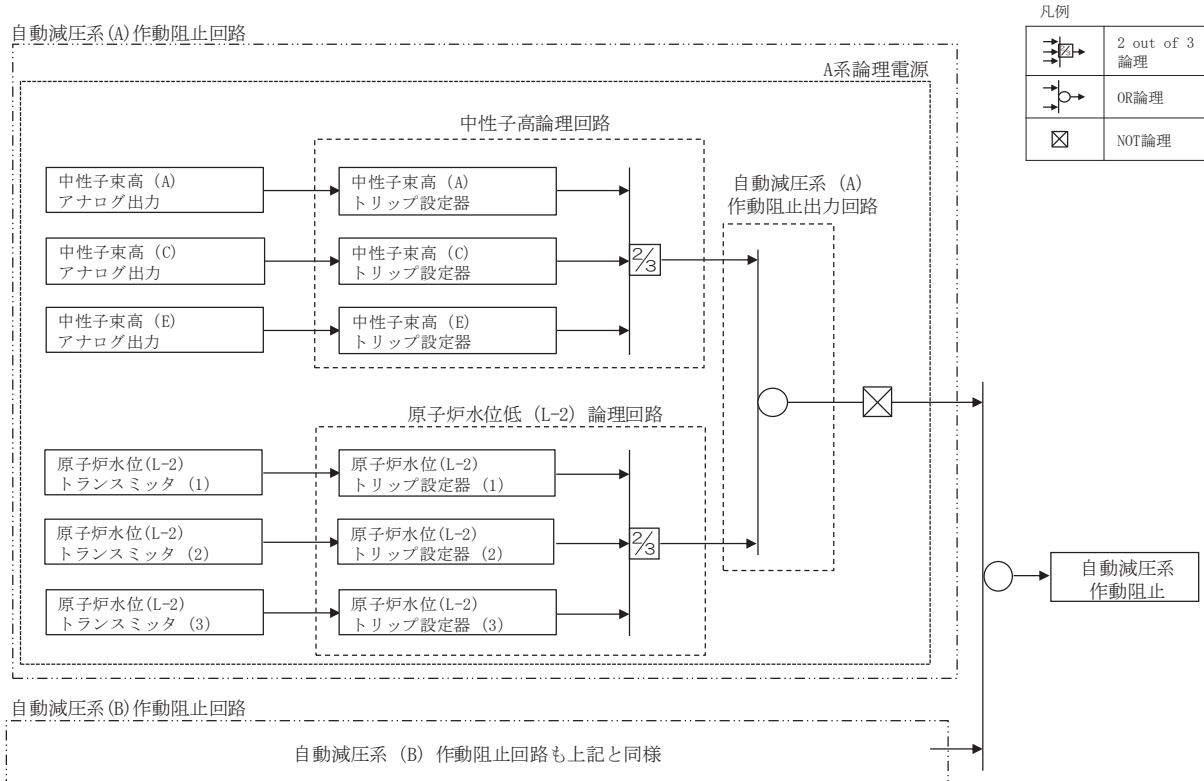 自動減圧系(A)作動阻止回路
A系論理電源
中性子高論理回路
中性子束高 (A)
アナログ出力
中性子束高 (A)
トリップ設定器
中性子束高 (C)
アナログ出力
中性子束高 (C)
トリップ設定器
中性子束高 (E)
アナログ出力
中性子束高 (E)
トリップ設定器
2/3
自動減圧系 (A)
作動阻止出力回路
原子炉水位低 (L-2) 論理回路
原子炉水位(L-2)
トランスミッタ (1)
原子炉水位(L-2)
トリップ設定器 (1)
原子炉水位(L-2)
トランスミッタ (2)
原子炉水位(L-2)
トリップ設定器 (2)
原子炉水位(L-2)
トランスミッタ (3)
原子炉水位(L-2)
トリップ設定器 (3)
2/3
自動減圧系
作動阻止
自動減圧系(B)作動阻止回路
自動減圧系 (B) 作動阻止回路も上記と同様
凡例
2/3
2 out of 3
論理
OR論理
NOT論理